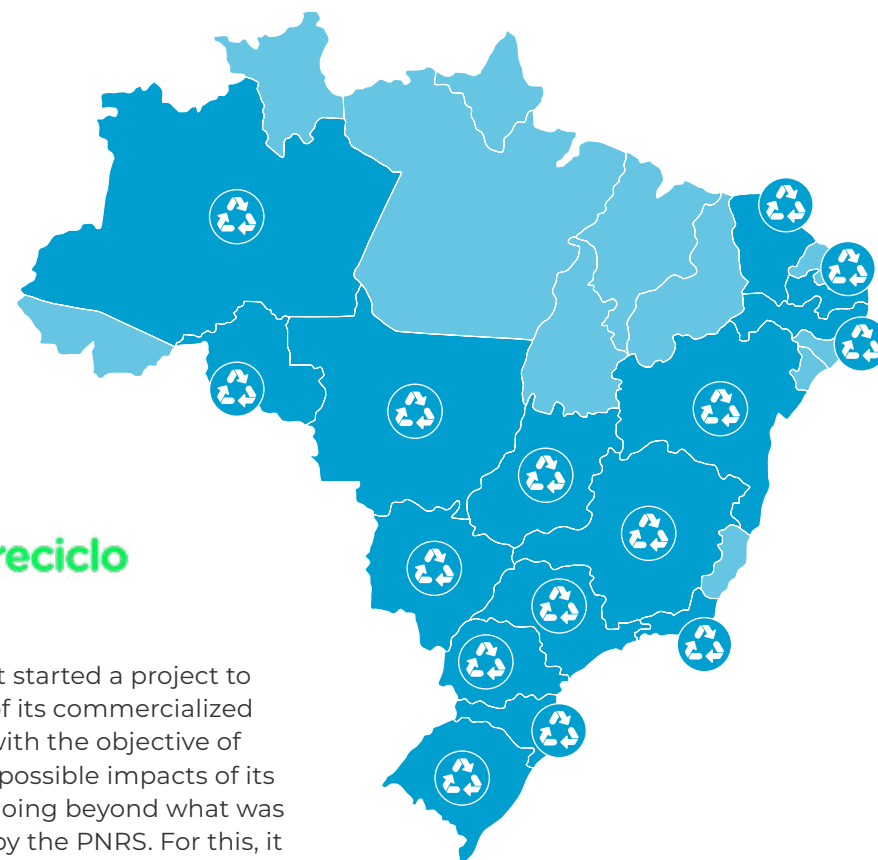 reciclo
t started a project to
of its commercialized
with the objective of
possible impacts of its
oing beyond what was
by the PNRS. For this, it